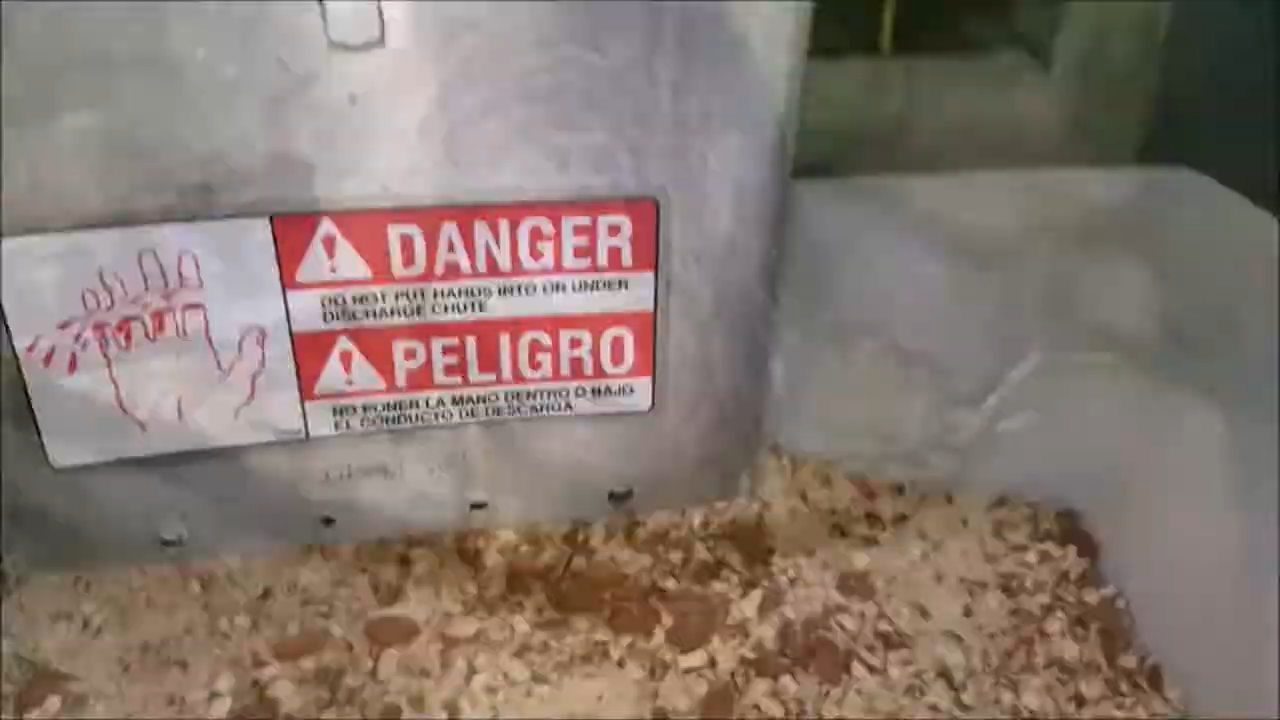 DANGER
DO NOT PUT HANDS INTO OR UNDER
DISCHARGE CHUTE
PELIGRO
NO PONER LA MANO DENTRO O BAJO
EL CONDUCTO DE DESCARGA